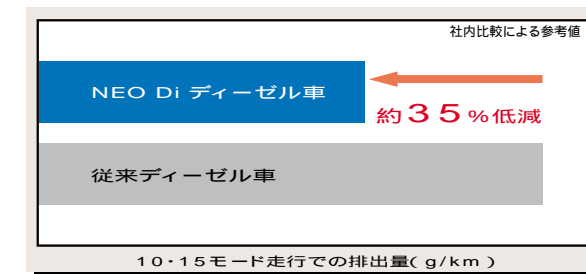 社内比較による参考値
NEO Di ディーゼル車
約35%低減
従来ディーゼル車
10・15モード走行での排出量(g/km)